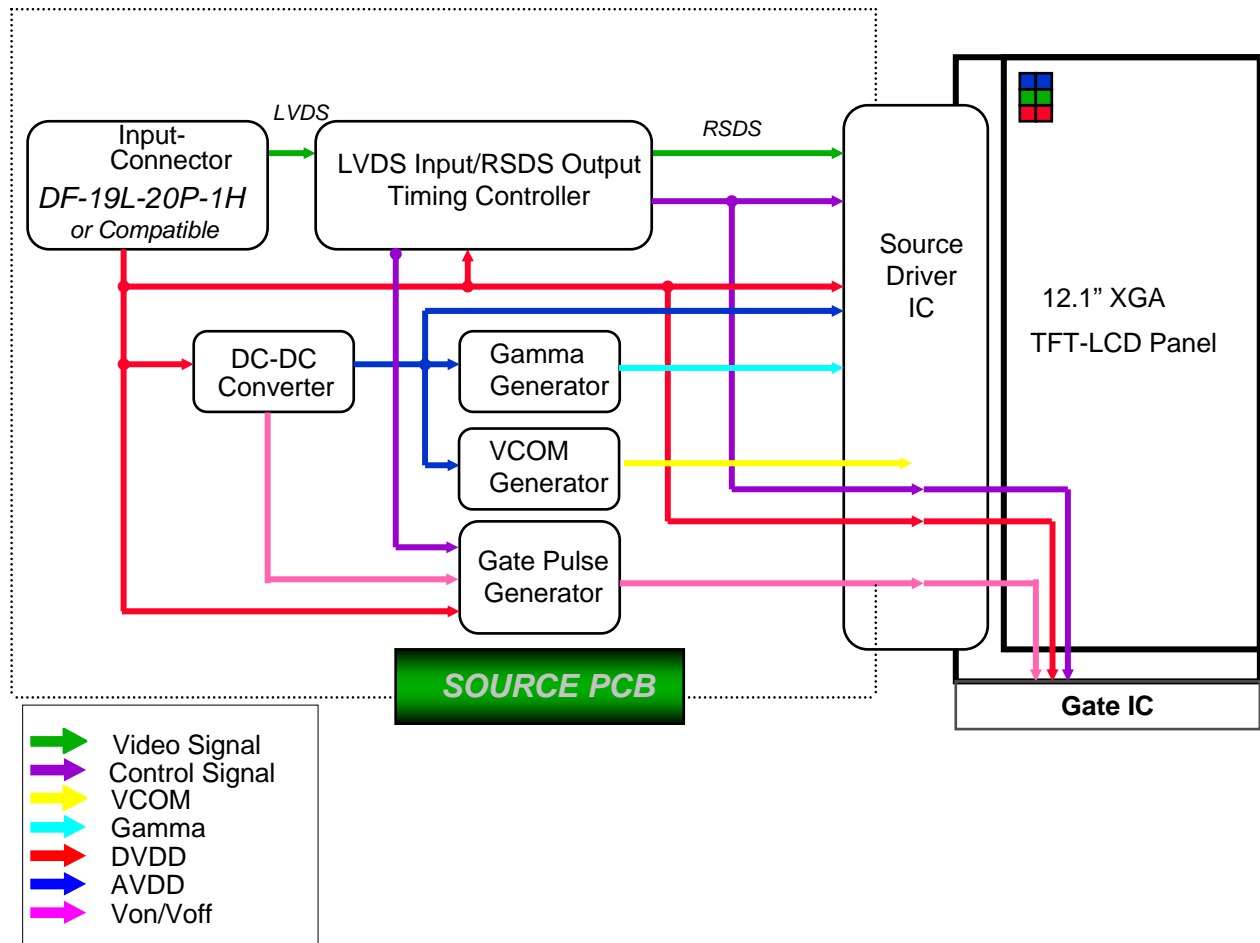 LVDS
RSDS
Input-
Connector
DF-19L-20P-1H
or Compatible
LVDS Input/RSDS Output
Timing Controller
Source
Driver
IC
12.1” XGA
TFT-LCD Panel
DC-DC
Converter
Gamma
Generator
VCOM
Generator
Gate Pulse
Generator
SOURCE PCB
Gate IC
Video Signal
Control Signal
VCOM
Gamma
DVDD
AVDD
Von/Voff